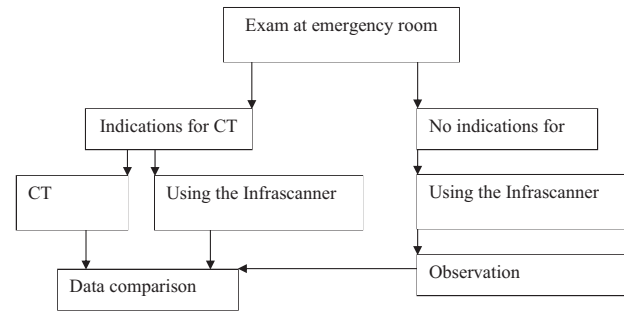 Exam at emergency room
Indications for CT
No indications for
CT
Using the Infrascanner
Using the Infrascanner
Data comparison
Observation